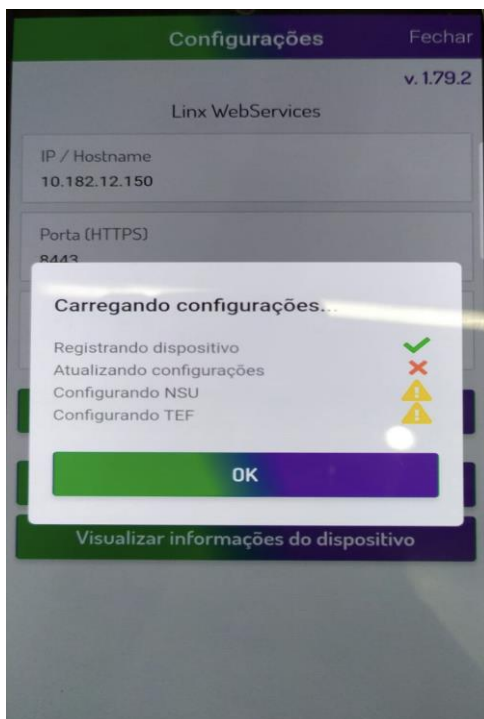 Configurações
Fechar
v. 1.79.2
Linx WebServices
IP / Hostname
10.182.12.150
Porta (HTTPS)
8443
Carregando configurações...
Registrando dispositivo
Atualizando configurações
Configurando NSU
Configurando TEF
OK
Visualizar informações do dispositivo